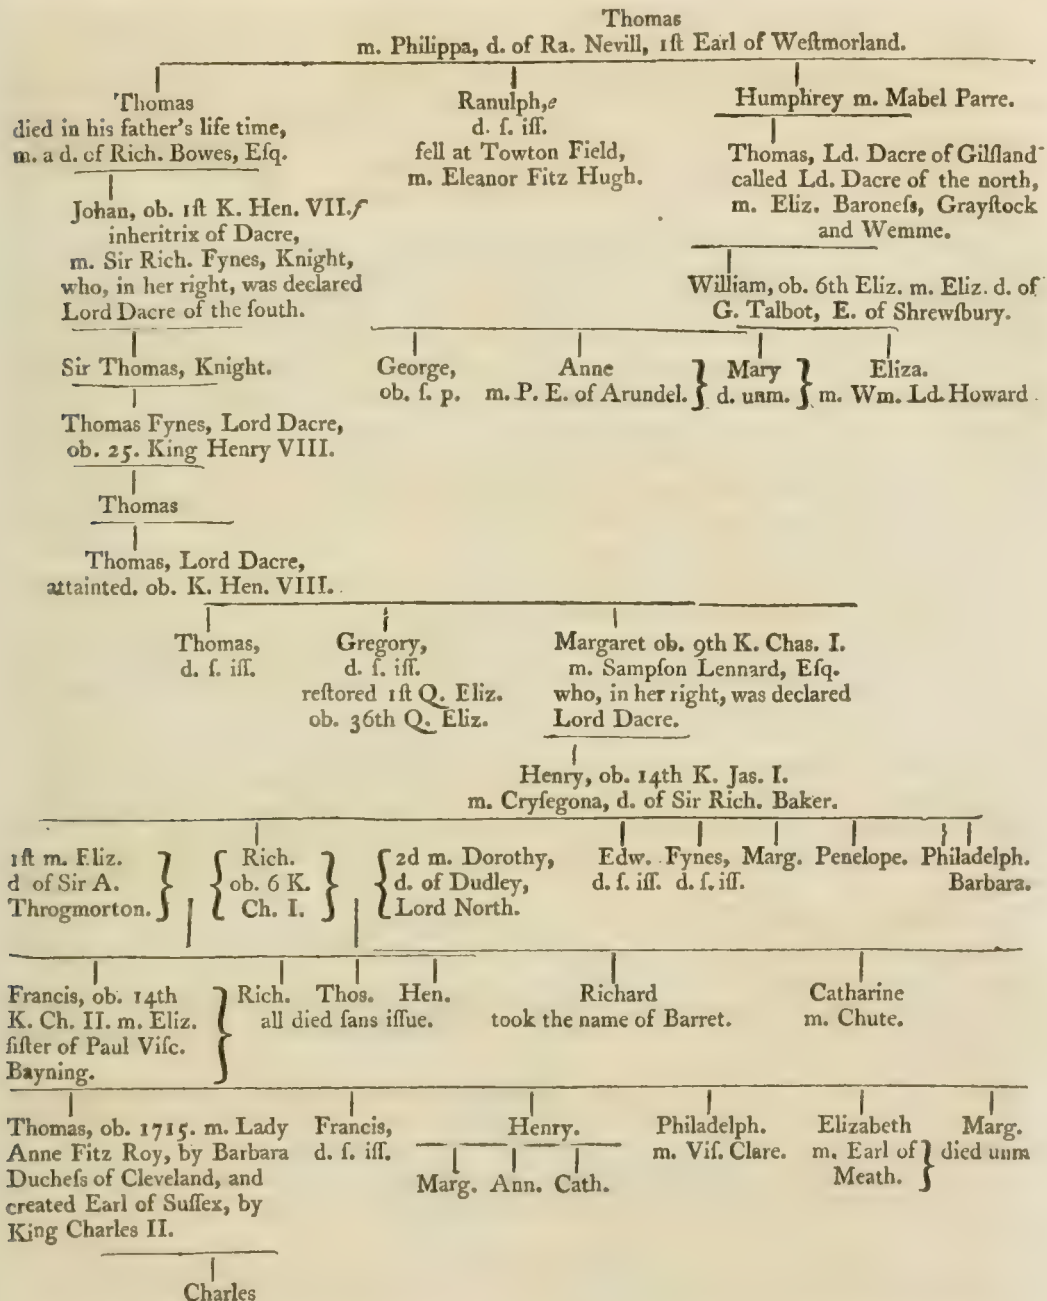 Thomas
m. Philippa, d. of Ra. Nevill, 1ſt Earl of Weſtmorland.
Thomas
died in his father's life time,
m. a d. of Rich. Bowes, Eſq.
Ranulph,e
d. ſ. iſſ.
fell at Towton Field,
m. Eleanor Fitz Hugh.
Humphrey m. Mabel Parre.
Thomas, Ld. Dacre of Gilſland
called Ld. Dacre of the north,
m. Eliz. Baroneſs, Grayſtock
and Wemme.
Johan, ob. 1ſt K. Hen. VII.f
inheritrix of Dacre,
m. Sir Rich. Fynes, Knight,
who, in her right, was declared
Lord Dacre of the ſouth.
William, ob. 6th Eliz. m. Eliz. d. of
G. Talbot, E. of Shrewſbury.
Sir Thomas, Knight.
George,
ob. ſ. p.
Anne
m. P. E. of Arundel.
Mary
d. unm.
Eliza.
m. Wm. Ld. Howard
Thomas Fynes, Lord Dacre,
ob. 25. King Henry VIII.
Thomas
Thomas, Lord Dacre,
attainted. ob. K. Hen. VIII.
Thomas,
d. ſ. iſſ.
Gregory,
d. ſ. iſſ.
reſtored 1ſt Q. Eliz.
ob. 36th Q. Eliz.
Margaret ob. 9th K. Chas. I.
m. Sampſon Lennard, Eſq.
who, in her right, was declared
Lord Dacre.
Henry, ob. 14th K. Jas. I.
m. Cryſegona, d. of Sir Rich. Baker.
1ſt m. Eliz.
d of Sir A.
Throgmorton.
Rich.
ob. 6 K.
Ch. I.
2d m. Dorothy,
d. of Dudley,
Lord North.
Edw.
d. ſ. iſſ.
Fynes,
d. ſ. iſſ.
Marg.
Penelope.
Philadelph.
Barbara.
Francis, ob. 14th
K. Ch. II. m. Eliz.
ſiſter of Paul Viſc.
Bayning.
Rich. Thos. Hen.
all died ſans iſſue.
Richard
took the name of Barret.
Catharine
m. Chute.
Thomas, ob. 1715. m. Lady
Anne Fitz Roy, by Barbara
Ducheſs of Cleveland, and
created Earl of Suſſex, by
King Charles II.
Francis,
d. ſ. iſſ.
Henry.
Marg. Ann. Cath.
Philadelph.
m. Viſ. Clare.
Elizabeth
m. Earl of
Meath.
Marg.
died unm
Charles